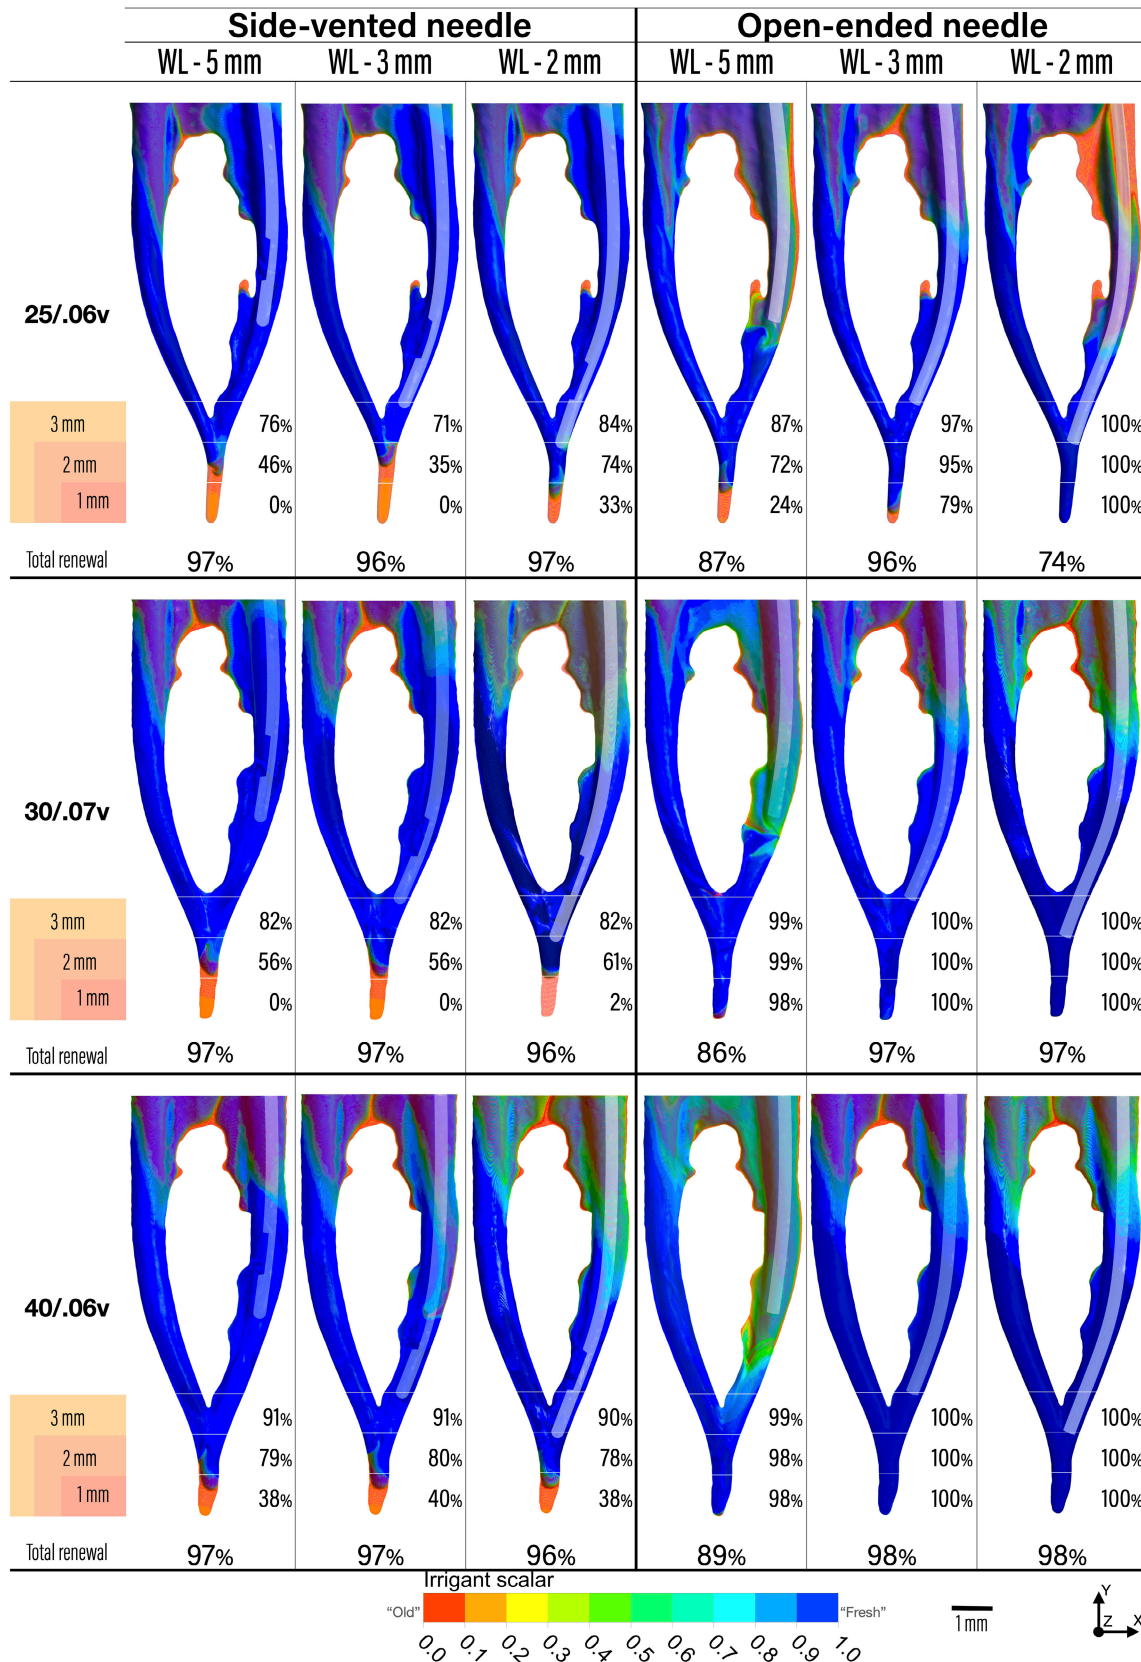 Side-vented needle Open-ended needle
WL - 5 mm WL - 3 mm WL - 2 mm WL - 5 mm WL - 3 mm WL - 2 mm
25/.06v
3 mm 76% 71% 84% 87% 97% 100%
2 mm 46% 35% 74% 72% 95% 100%
1 mm 0% 0% 33% 24% 79% 100%
Total renewal 97% 96% 97% 87% 96% 74%
30/.07v
3 mm 82% 82% 82% 99% 100% 100%
2 mm 56% 56% 61% 99% 100% 100%
1 mm 0% 0% 2% 98% 100% 100%
Total renewal 97% 97% 96% 86% 97% 97%
40/.06v
3 mm 91% 91% 90% 99% 100% 100%
2 mm 79% 80% 78% 98% 100% 100%
1 mm 38% 40% 38% 98% 100% 100%
Total renewal 97% 97% 96% 89% 98% 98%
Irrigant scalar
"Old" "Fresh"
0.0 0.1 0.2 0.3 0.4 0.5 0.6 0.7 0.8 0.9 1.0
1 mm
Y
Z X